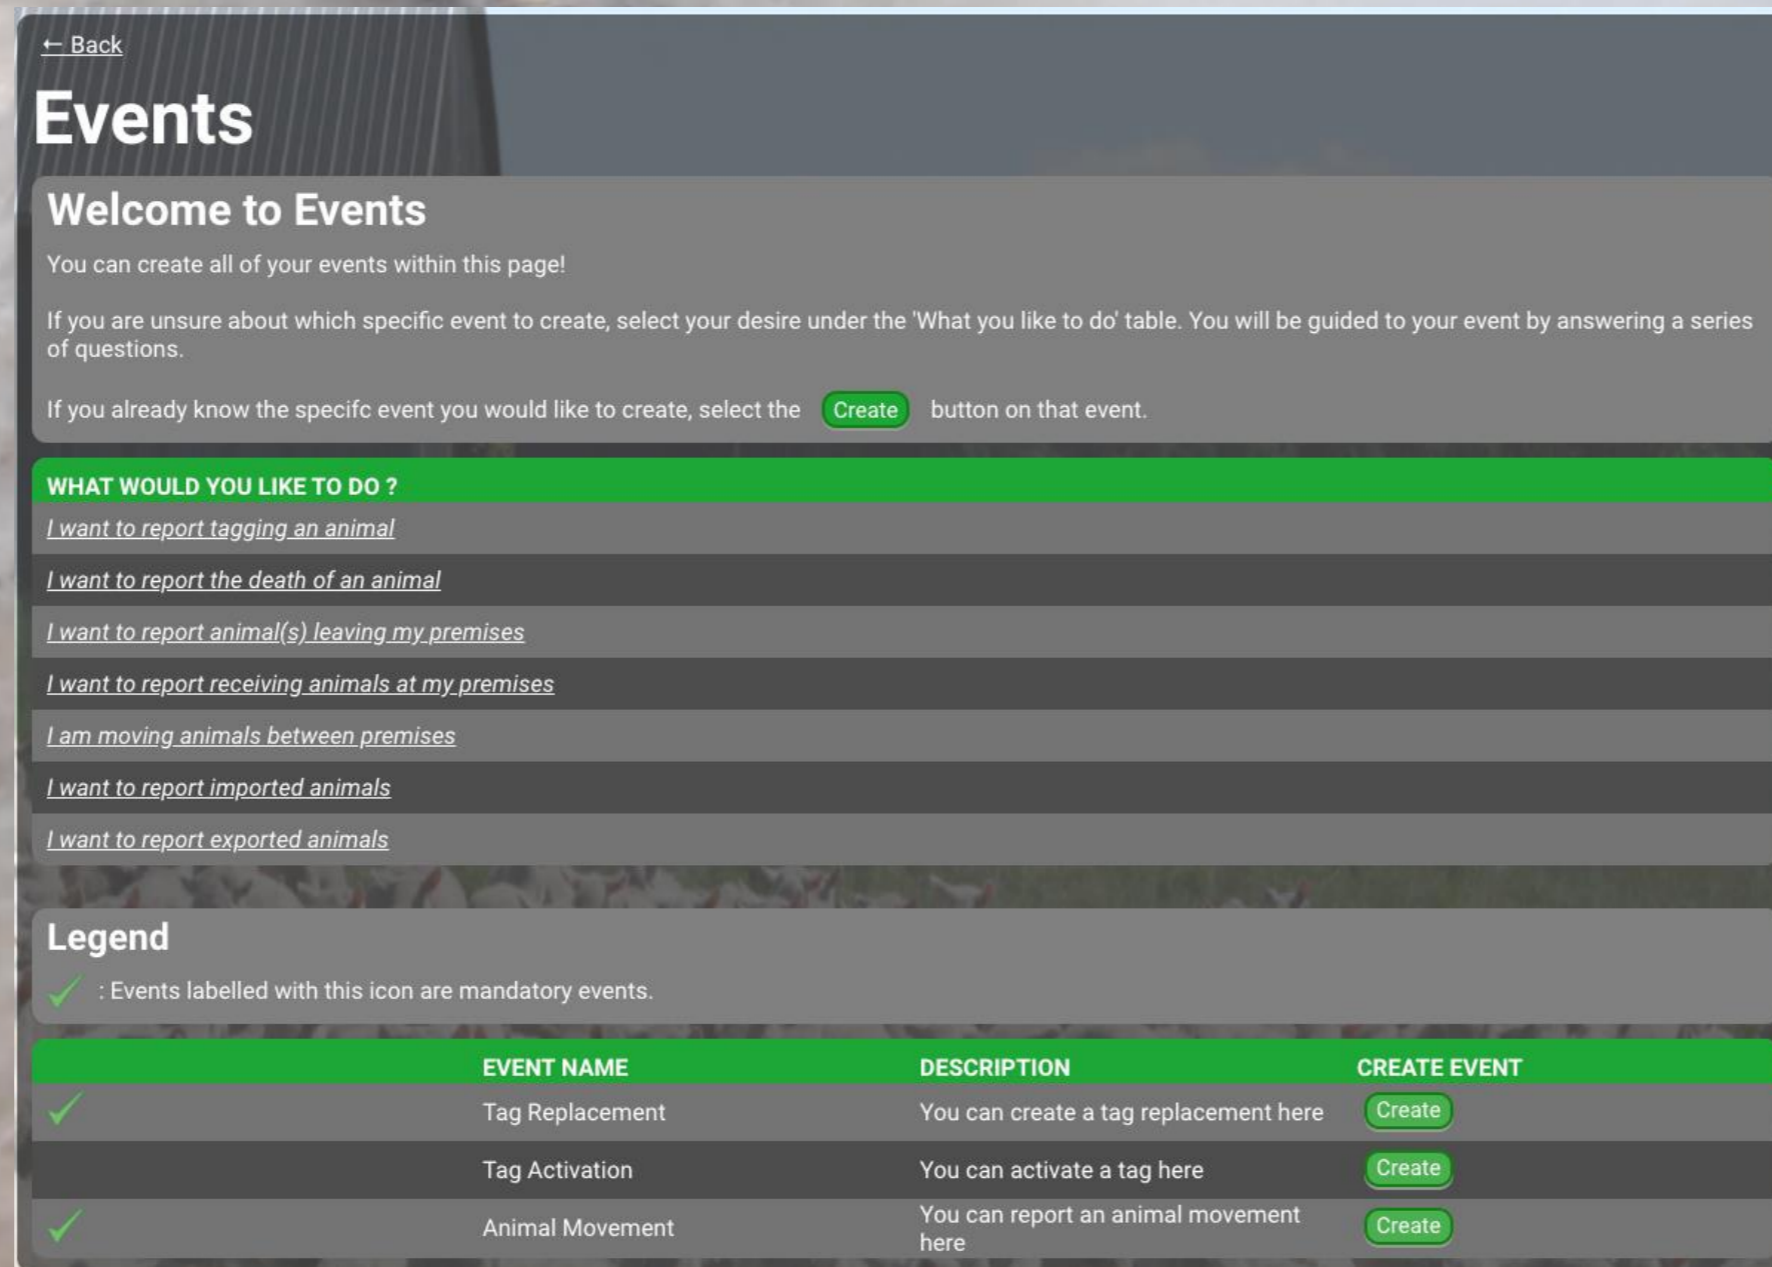 ← Back
Events
Welcome to Events
You can create all of your events within this page!
If you are unsure about which specific event to create, select your desire under the 'What you like to do' table. You will be guided to your event by answering a series
of questions.
If you already know the specifc event you would like to create, select the Create button on that event.
WHAT WOULD YOU LIKE TO DO ?
I want to report tagging an animal
I want to report the death of an animal
I want to report animal(s) leaving my premises
I want to report receiving animals at my premises
I am moving animals between premises
I want to report imported animals
I want to report exported animals
Legend
✓ : Events labelled with this icon are mandatory events.
EVENT NAME DESCRIPTION CREATE EVENT
✓ Tag Replacement You can create a tag replacement here Create
Tag Activation You can activate a tag here Create
✓ Animal Movement You can report an animal movement
here Create